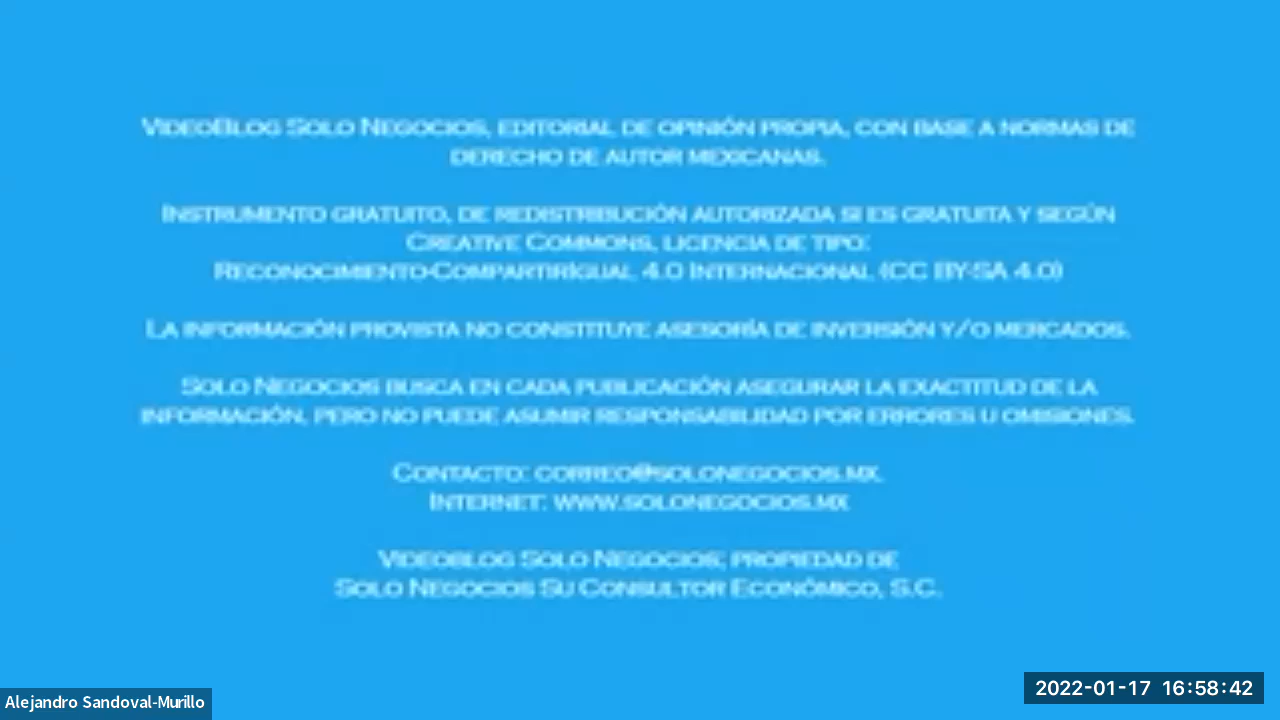 VideoBlog Solo Negocios, editorial de opinión propia, con base a normas de
derecho de autor mexicanas.
Instrumento gratuito, de redistribución autorizada si es gratuita y según
Creative Commons, licencia de tipo:
Reconocimiento-CompartirIgual 4.0 Internacional (CC BY-SA 4.0)
La información provista no constituye asesoría de inversión y/o mercados.
Solo Negocios busca en cada publicación asegurar la exactitud de la
información, pero no puede asumir responsabilidad por errores u omisiones.
Contacto: correo@solonegocios.mx.
Internet: www.solonegocios.mx
Videoblog Solo Negocios; propiedad de
Solo Negocios Su Consultor Económico, S.C.
Alejandro Sandoval-Murillo
2022-01-17 16:58:42